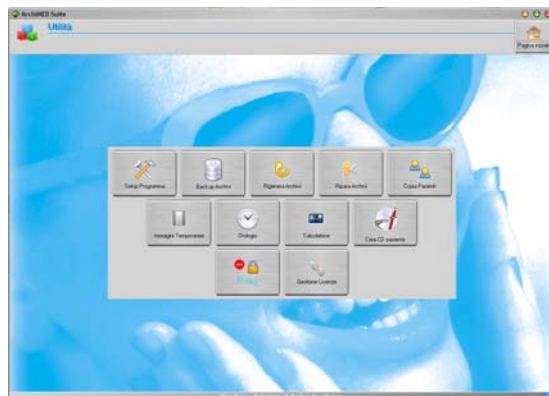 ArchiMED Suite
Utilità
Pagina iniziale
Setup Programma
Backup Archivi
Rigenera Archivi
Ripara Archivi
Copia Pazienti
Immagini Temporanee
Orologio
Calcolatrice
Crea CD paziente
Gestione Licenze